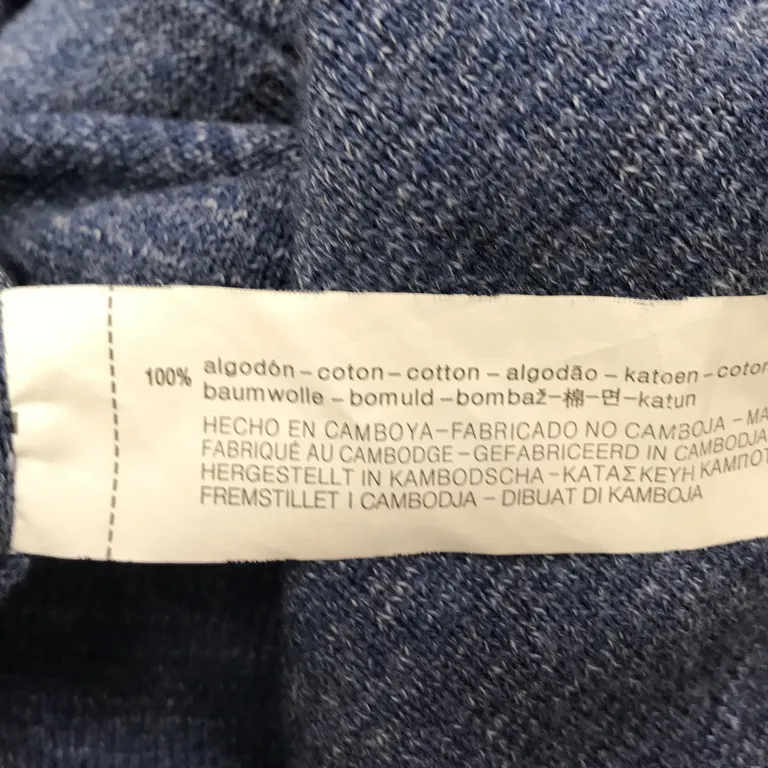 100% algodón – coton – cotton – algodão – katoen – coton
baumwolle – bomuld – bombaž – 棉 – 면 – katun
HECHO EN CAMBOYA – FABRICADO NO CAMBOJA – MA
FABRIQUÉ AU CAMBODGE – GEFABRICEERD IN CAMBODJA
HERGESTELLT IN KAMBODSCHA – ΚΑΤΑΣΚΕΥΗ ΚΑΜΠΟΤ
FREMSTILLET I CAMBODJA – DIBUAT DI KAMBOJA